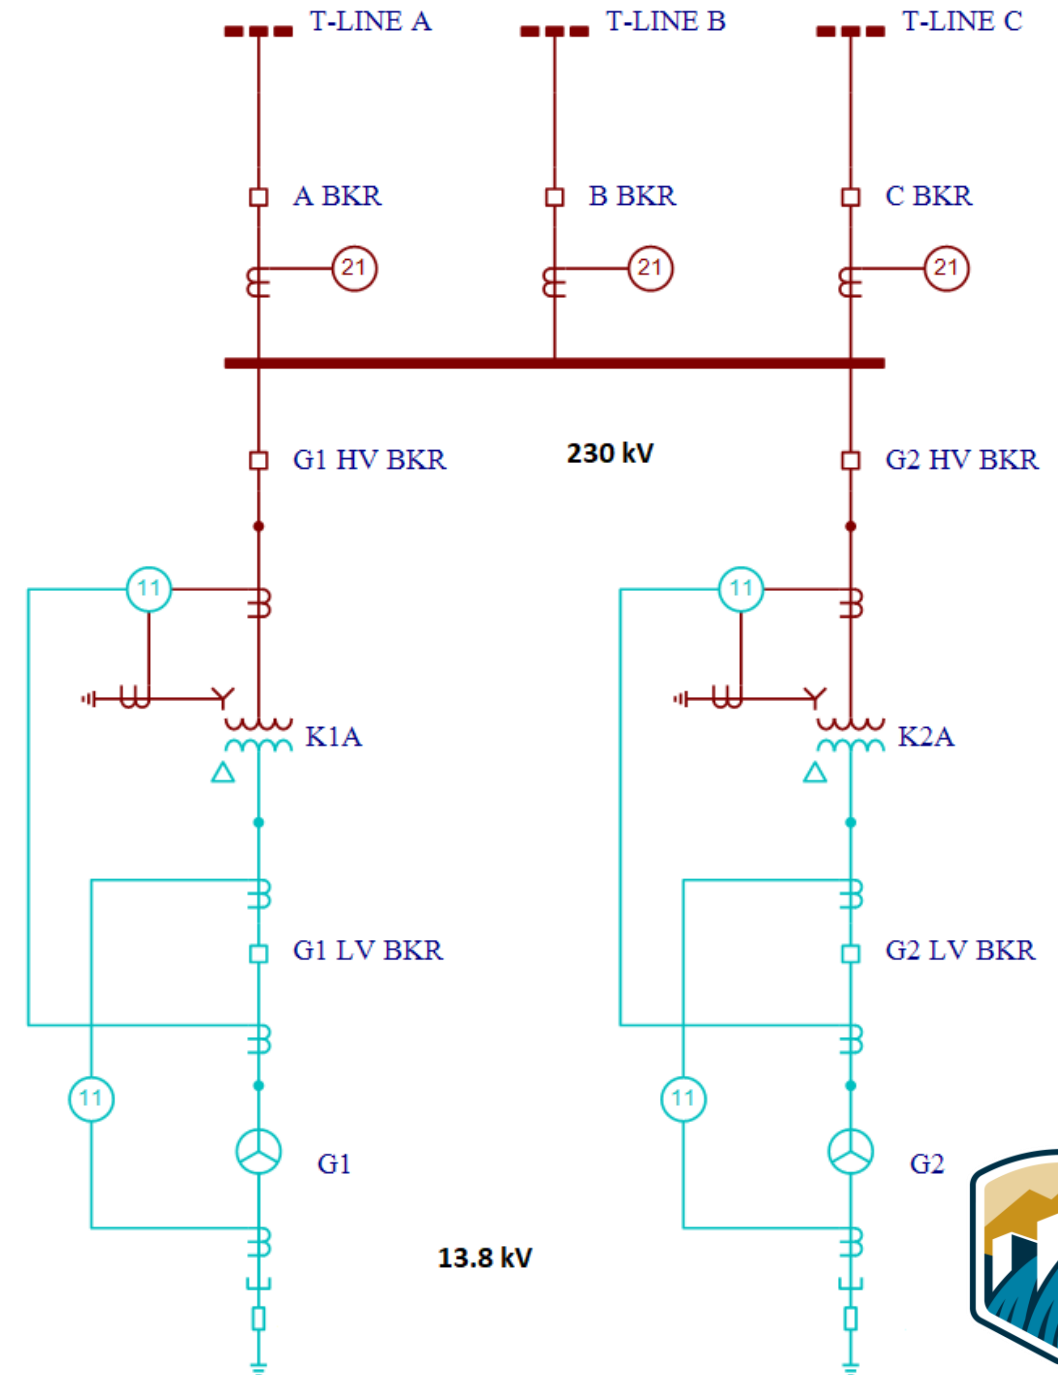 T-LINE A
T-LINE B
T-LINE C
A BKR
B BKR
C BKR
21
21
21
230 kV
G1 HV BKR
G2 HV BKR
11
11
K1A
K2A
G1 LV BKR
G2 LV BKR
11
11
G1
G2
13.8 kV